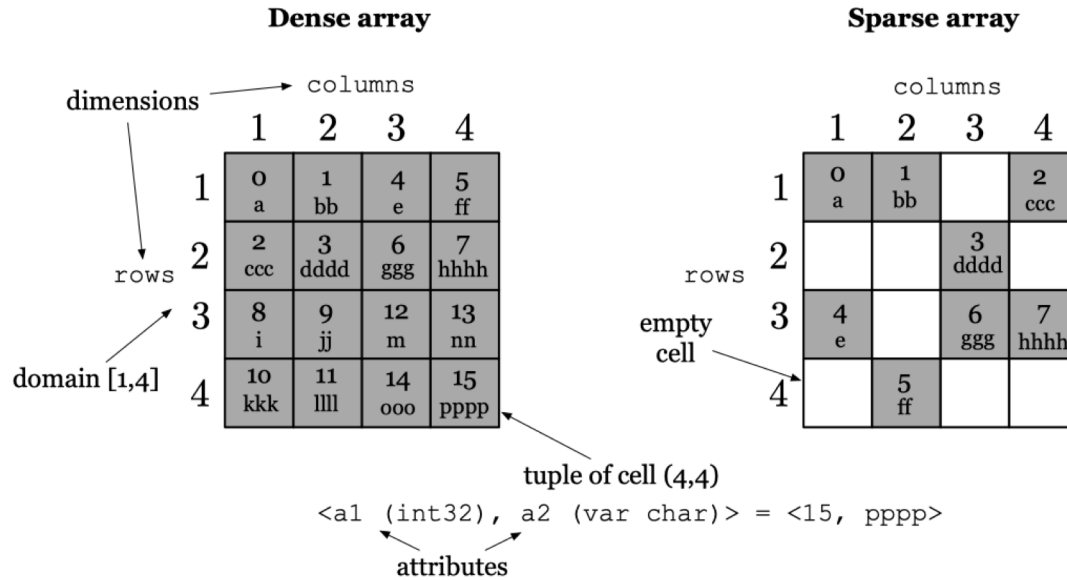 Dense array
Sparse array
columns
columns
dimensions
1 2 3 4
1 2 3 4
1
0 1 4 5
a bb e ff
1
0 1 2
a bb ccc
2
2 3 6 7
ccc dddd ggg hhhh
2
3
dddd
rows
rows
3
8 9 12 13
i jj m nn
3
4 6 7
e ggg hhhh
empty
cell
domain [1,4]
4
10 11 14 15
kkk llll ooo pppp
4
5
ff
tuple of cell (4,4)
<a1 (int32), a2 (var char)> = <15, pppp>
attributes